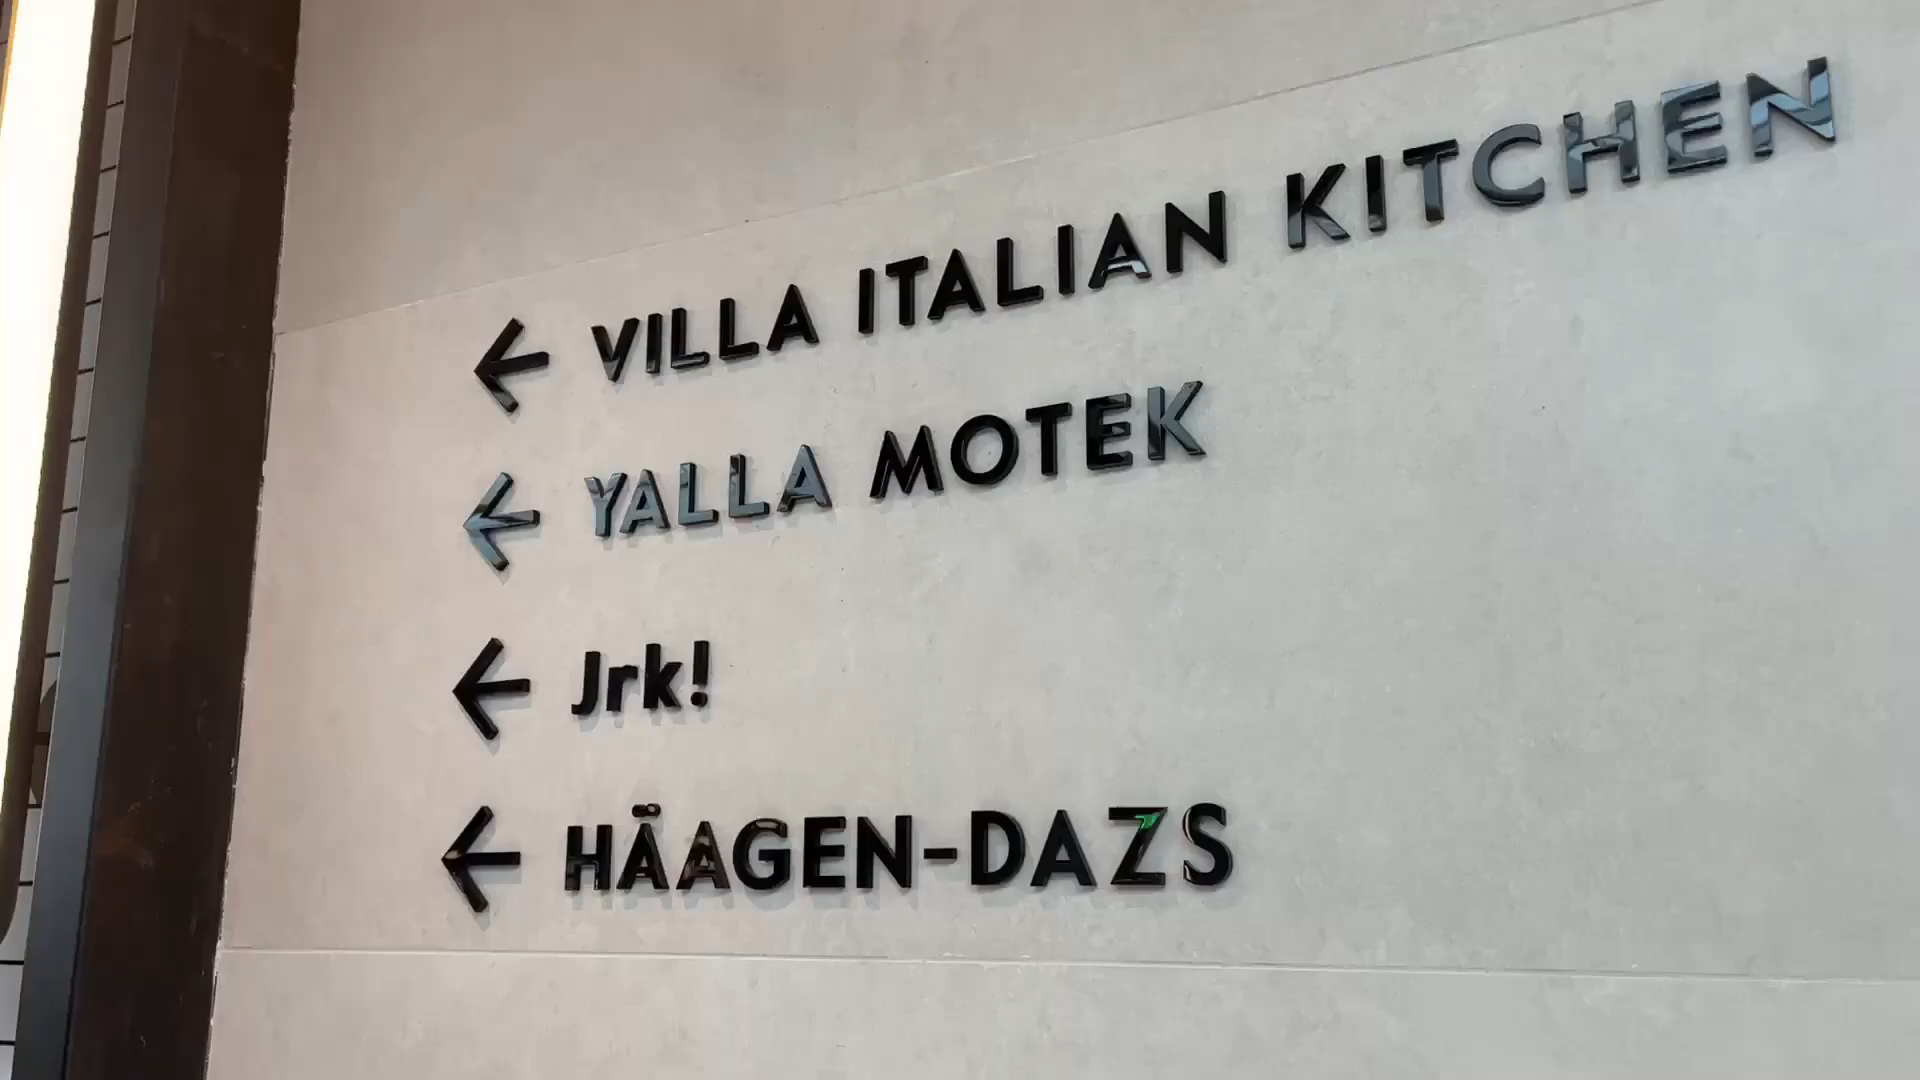 ← VILLA ITALIAN KITCHEN
← YALLA MOTEK
← Jrk!
← HÄAGEN-DAZS